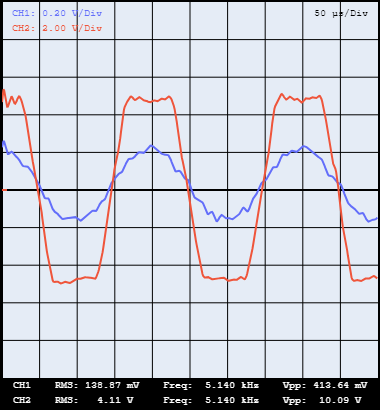 CH1: 0.20 V/Div 50 µs/Div
CH2: 2.00 V/Div
CH1 RMS: 138.87 mV Freq: 5.140 kHz Vpp: 413.64 mV
CH2 RMS: 4.11 V Freq: 5.140 kHz Vpp: 10.09 V